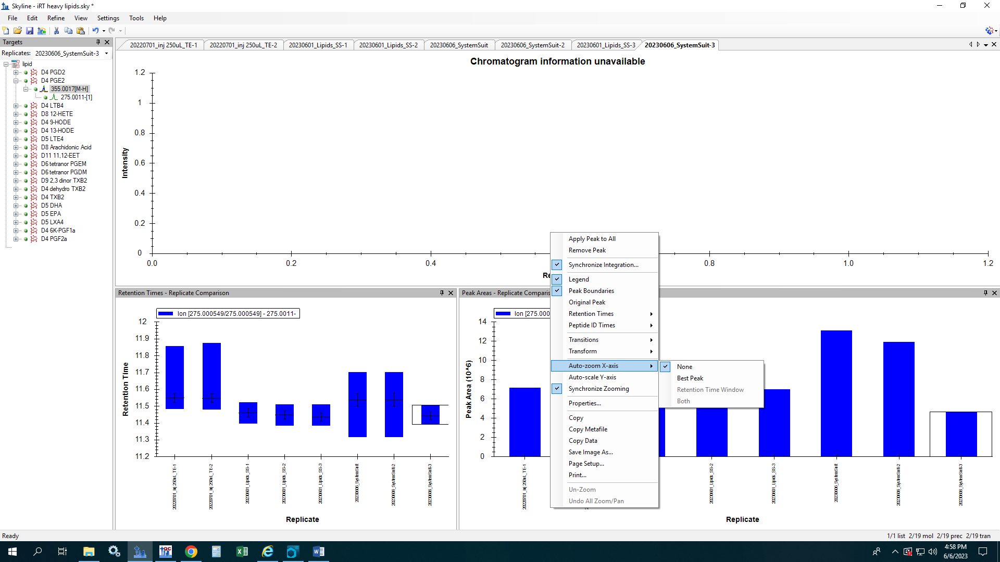 Skyline - iRT heavy lipids.sky *
File Edit Refine View Settings Tools Help
Targets
Replicates: 20230606_SystemSuit-3
lipid
D4 PGD2
D4 PGE2
355.0017[M-H]
275.0011-[1]
D4 LTB4
D8 12-HETE
D4 9-HODE
D4 13-HODE
D5 LTE4
D8 Arachidonic Acid
D11 11,12-EET
D6 tetranor PGEM
D6 tetranor PGDM
D9 2,3 dinor TXB2
D4 dehydro TXB2
D4 TXB2
D5 DHA
D5 EPA
D5 LXA4
D4 6K-PGF1a
D4 PGF2a
20220701_inj 250uL_TE-1 20220701_inj 250uL_TE-2 20230601_Lipids_SS-1 20230601_Lipids_SS-2 20230606_SystemSuit 20230606_SystemSuit-2 20230601_Lipids_SS-3 20230606_SystemSuit-3
Chromatogram information unavailable
Intensity
1.2
1
0.8
0.6
0.4
0.2
0
0.0 0.2 0.4 0.8 1.0 1.2
Re
Apply Peak to All
Remove Peak
Synchronize Integration...
Legend
Peak Boundaries
Original Peak
Retention Times
Peptide ID Times
Transitions
Transform
Auto-zoom X-axis
Auto-scale Y-axis
Synchronize Zooming
Properties...
Copy
Copy Metafile
Copy Data
Save Image As...
Page Setup...
Print...
Un-Zoom
Undo All Zoom/Pan
None
Best Peak
Retention Time Window
Both
Retention Times - Replicate Comparison
Ion [275.000549/275.000549] - 275.0011-
Retention Time
12
11.9
11.8
11.7
11.6
11.5
11.4
11.3
11.2
20220701_inj 250uL_TE-1
20220701_inj 250uL_TE-2
20230601_Lipids_SS-1
20230601_Lipids_SS-2
20230601_Lipids_SS-3
20230606_SystemSuit
20230606_SystemSuit-2
20230606_SystemSuit-3
Replicate
Peak Areas - Replicate Comparis
Ion [275.000
Peak Area (10^6)
14
12
10
8
6
4
2
0
20220701_inj 250uL_TE-1
20230601_Lipids_SS-2
20230601_Lipids_SS-3
20230606_SystemSuit
20230606_SystemSuit-2
20230606_SystemSuit-3
Replicate
Ready
1/1 list 2/19 mol 2/19 prec 2/19 tran
4:58 PM
6/6/2023